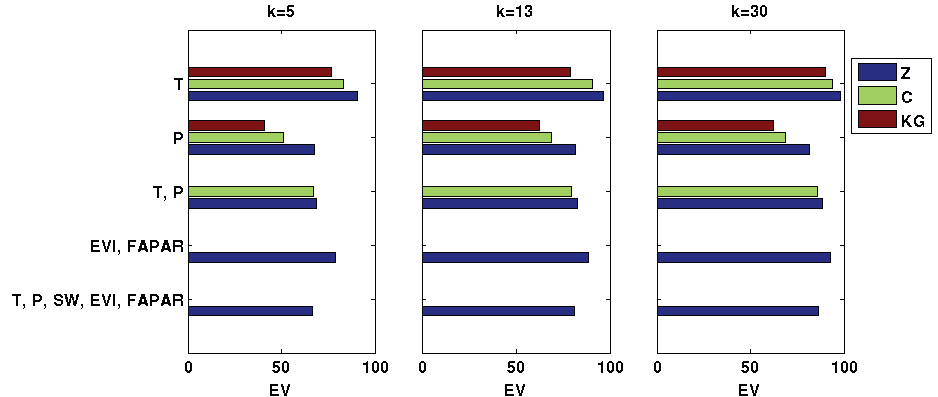 k=5
k=13
k=30
T
P
T, P
EVI, FAPAR
T, P, SW, EVI, FAPAR
0
50
100
EV
0
50
100
EV
0
50
100
EV
Z
C
KG